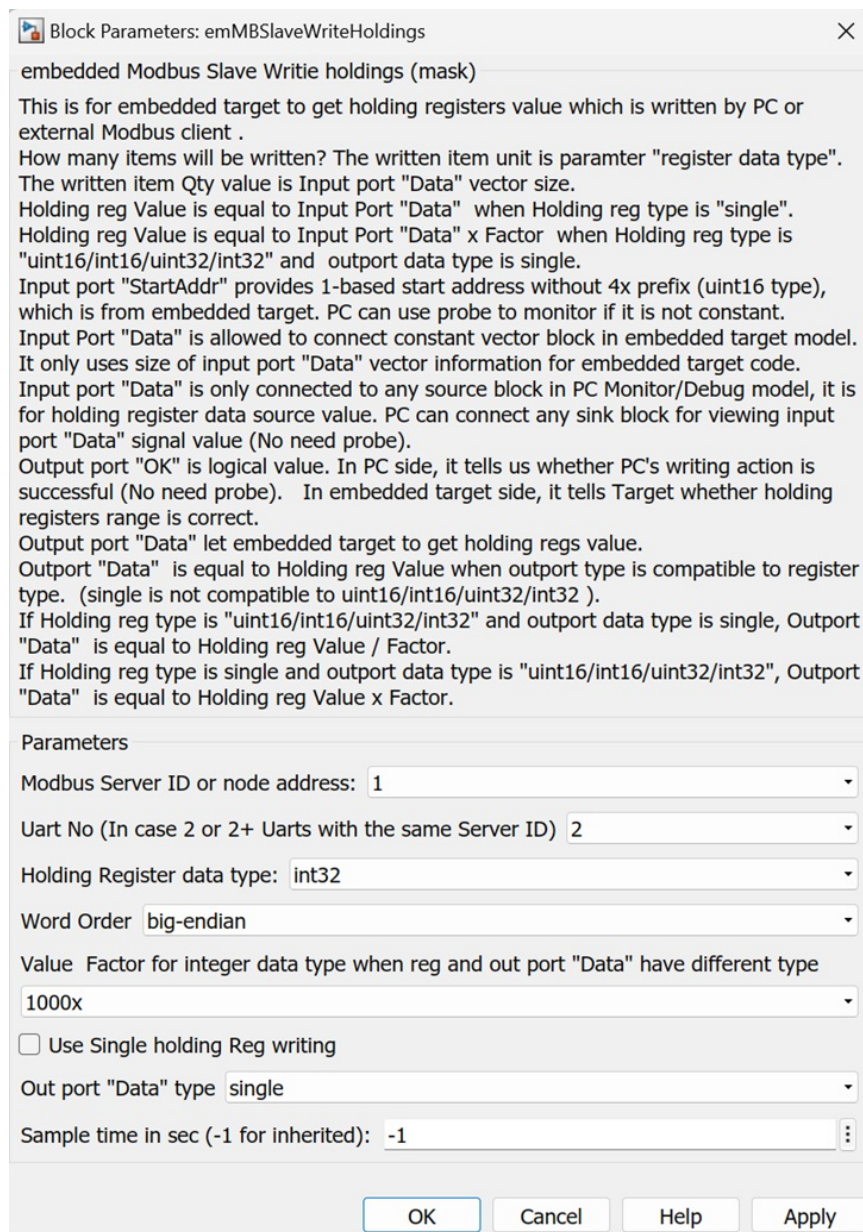 Block Parameters: emMBSlaveWriteHoldings
embedded Modbus Slave Writie holdings (mask)
This is for embedded target to get holding registers value which is written by PC or
external Modbus client .
How many items will be written? The written item unit is paramter "register data type".
The written item Qty value is Input port "Data" vector size.
Holding reg Value is equal to Input Port "Data"  when Holding reg type is "single".
Holding reg Value is equal to Input Port "Data" x Factor  when Holding reg type is
"uint16/int16/uint32/int32" and  outport data type is single.
Input port "StartAddr" provides 1-based start address without 4x prefix (uint16 type),
which is from embedded target. PC can use probe to monitor if it is not constant.
Input Port "Data" is allowed to connect constant vector block in embedded target model.
It only uses size of input port "Data" vector information for embedded target code.
Input port "Data" is only connected to any source block in PC Monitor/Debug model, it is
for holding register data source value. PC can connect any sink block for viewing input
port "Data" signal value (No need probe).
Output port "OK" is logical value. In PC side, it tells us whether PC's writing action is
successful (No need probe).   In embedded target side, it tells Target whether holding
registers range is correct.
Output port "Data" let embedded target to get holding regs value.
Outport "Data"  is equal to Holding reg Value when outport type is compatible to register
type.  (single is not compatible to uint16/int16/uint32/int32 ).
If Holding reg type is "uint16/int16/uint32/int32" and outport data type is single, Outport
"Data"  is equal to Holding reg Value / Factor.
If Holding reg type is single and outport data type is "uint16/int16/uint32/int32", Outport
"Data"  is equal to Holding reg Value x Factor.
Parameters
Modbus Server ID or node address: 1
Uart No (In case 2 or 2+ Uarts with the same Server ID) 2
Holding Register data type: int32
Word Order big-endian
Value  Factor for integer data type when reg and out port "Data" have different type
1000x
Use Single holding Reg writing
Out port "Data" type single
Sample time in sec (-1 for inherited): -1
OK Cancel Help Apply